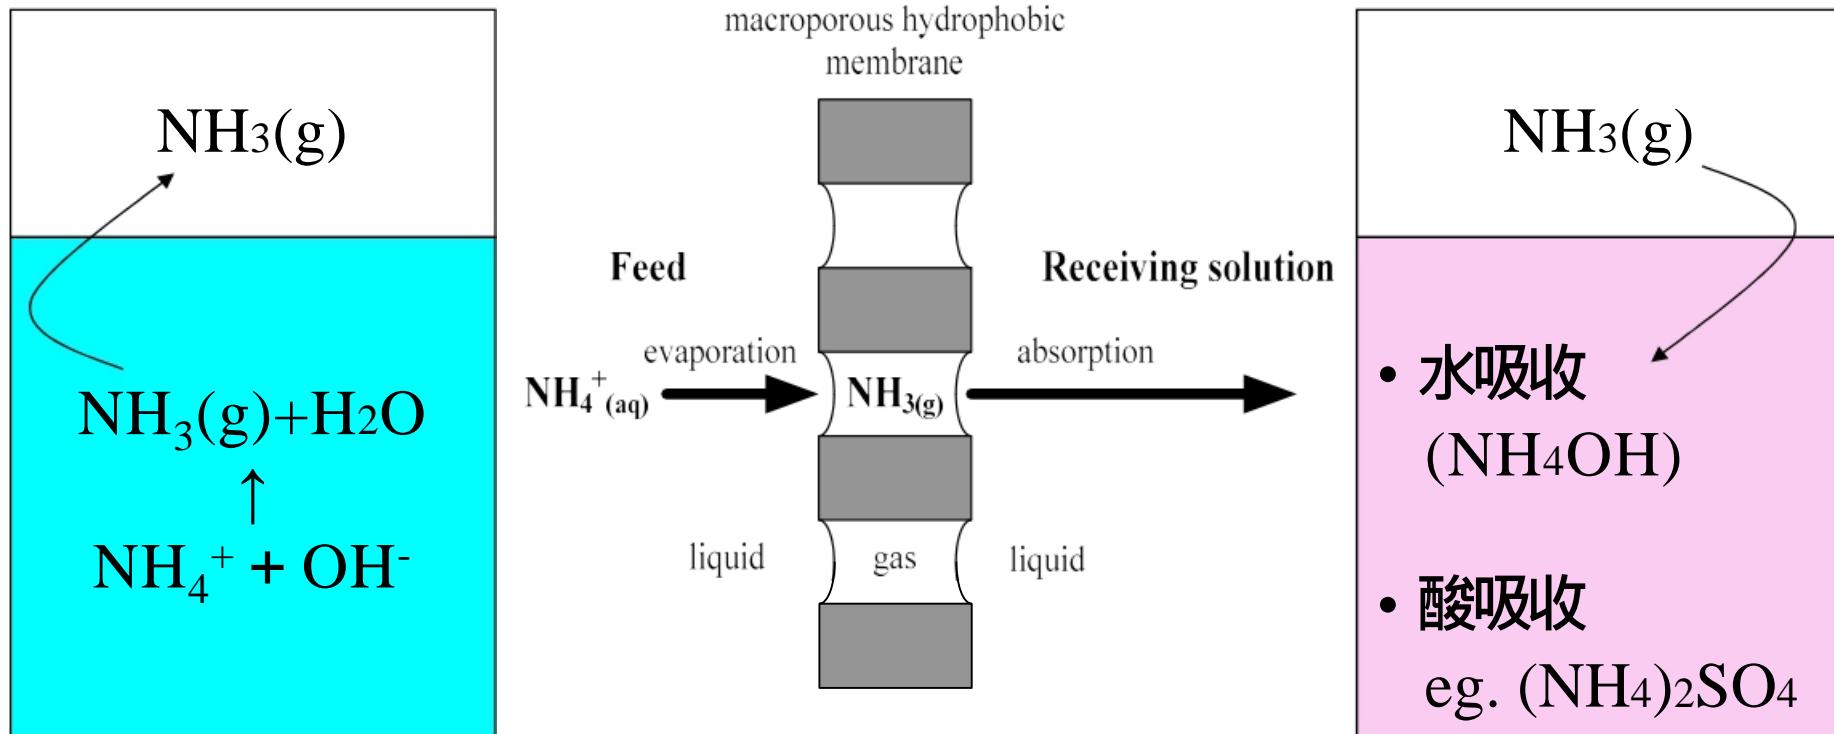 NH3(g)
NH₃(g)+H2O
↑
NH₄⁺ + OH⁻
macroporous hydrophobic
membrane
Feed
Receiving solution
evaporation
absorption
NH₄⁺(aq)
NH₃(g)
liquid
gas
liquid
NH3(g)
• 水吸收
(NH4OH)
• 酸吸收
eg. (NH4)2SO4